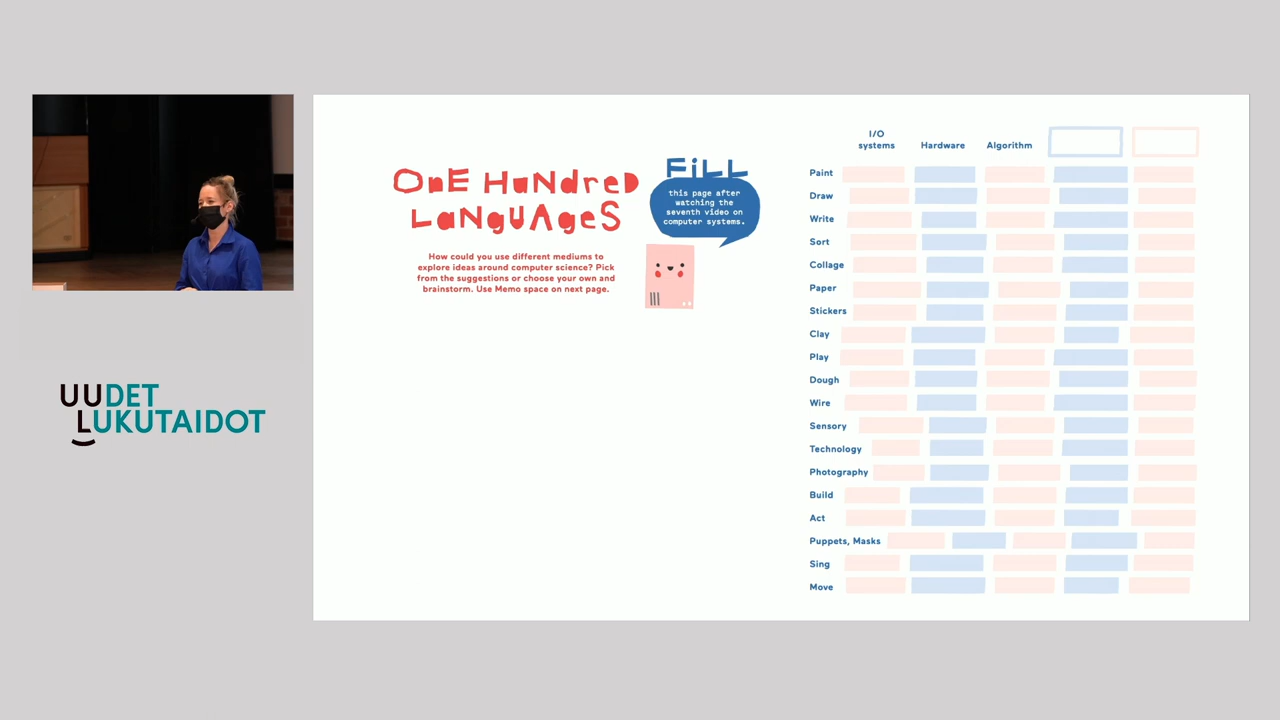 UUDET
LUKUTAIDOT
One Hundred
Languages
How could you use different mediums to
explore ideas around computer science? Pick
from the suggestions or choose your own and
brainstorm. Use Memo space on next page.
FiLL
this page after
watching the
seventh video on
computer systems.
I/O
systems
Hardware
Algorithm
Paint
Draw
Write
Sort
Collage
Paper
Stickers
Clay
Play
Dough
Wire
Sensory
Technology
Photography
Build
Act
Puppets, Masks
Sing
Move